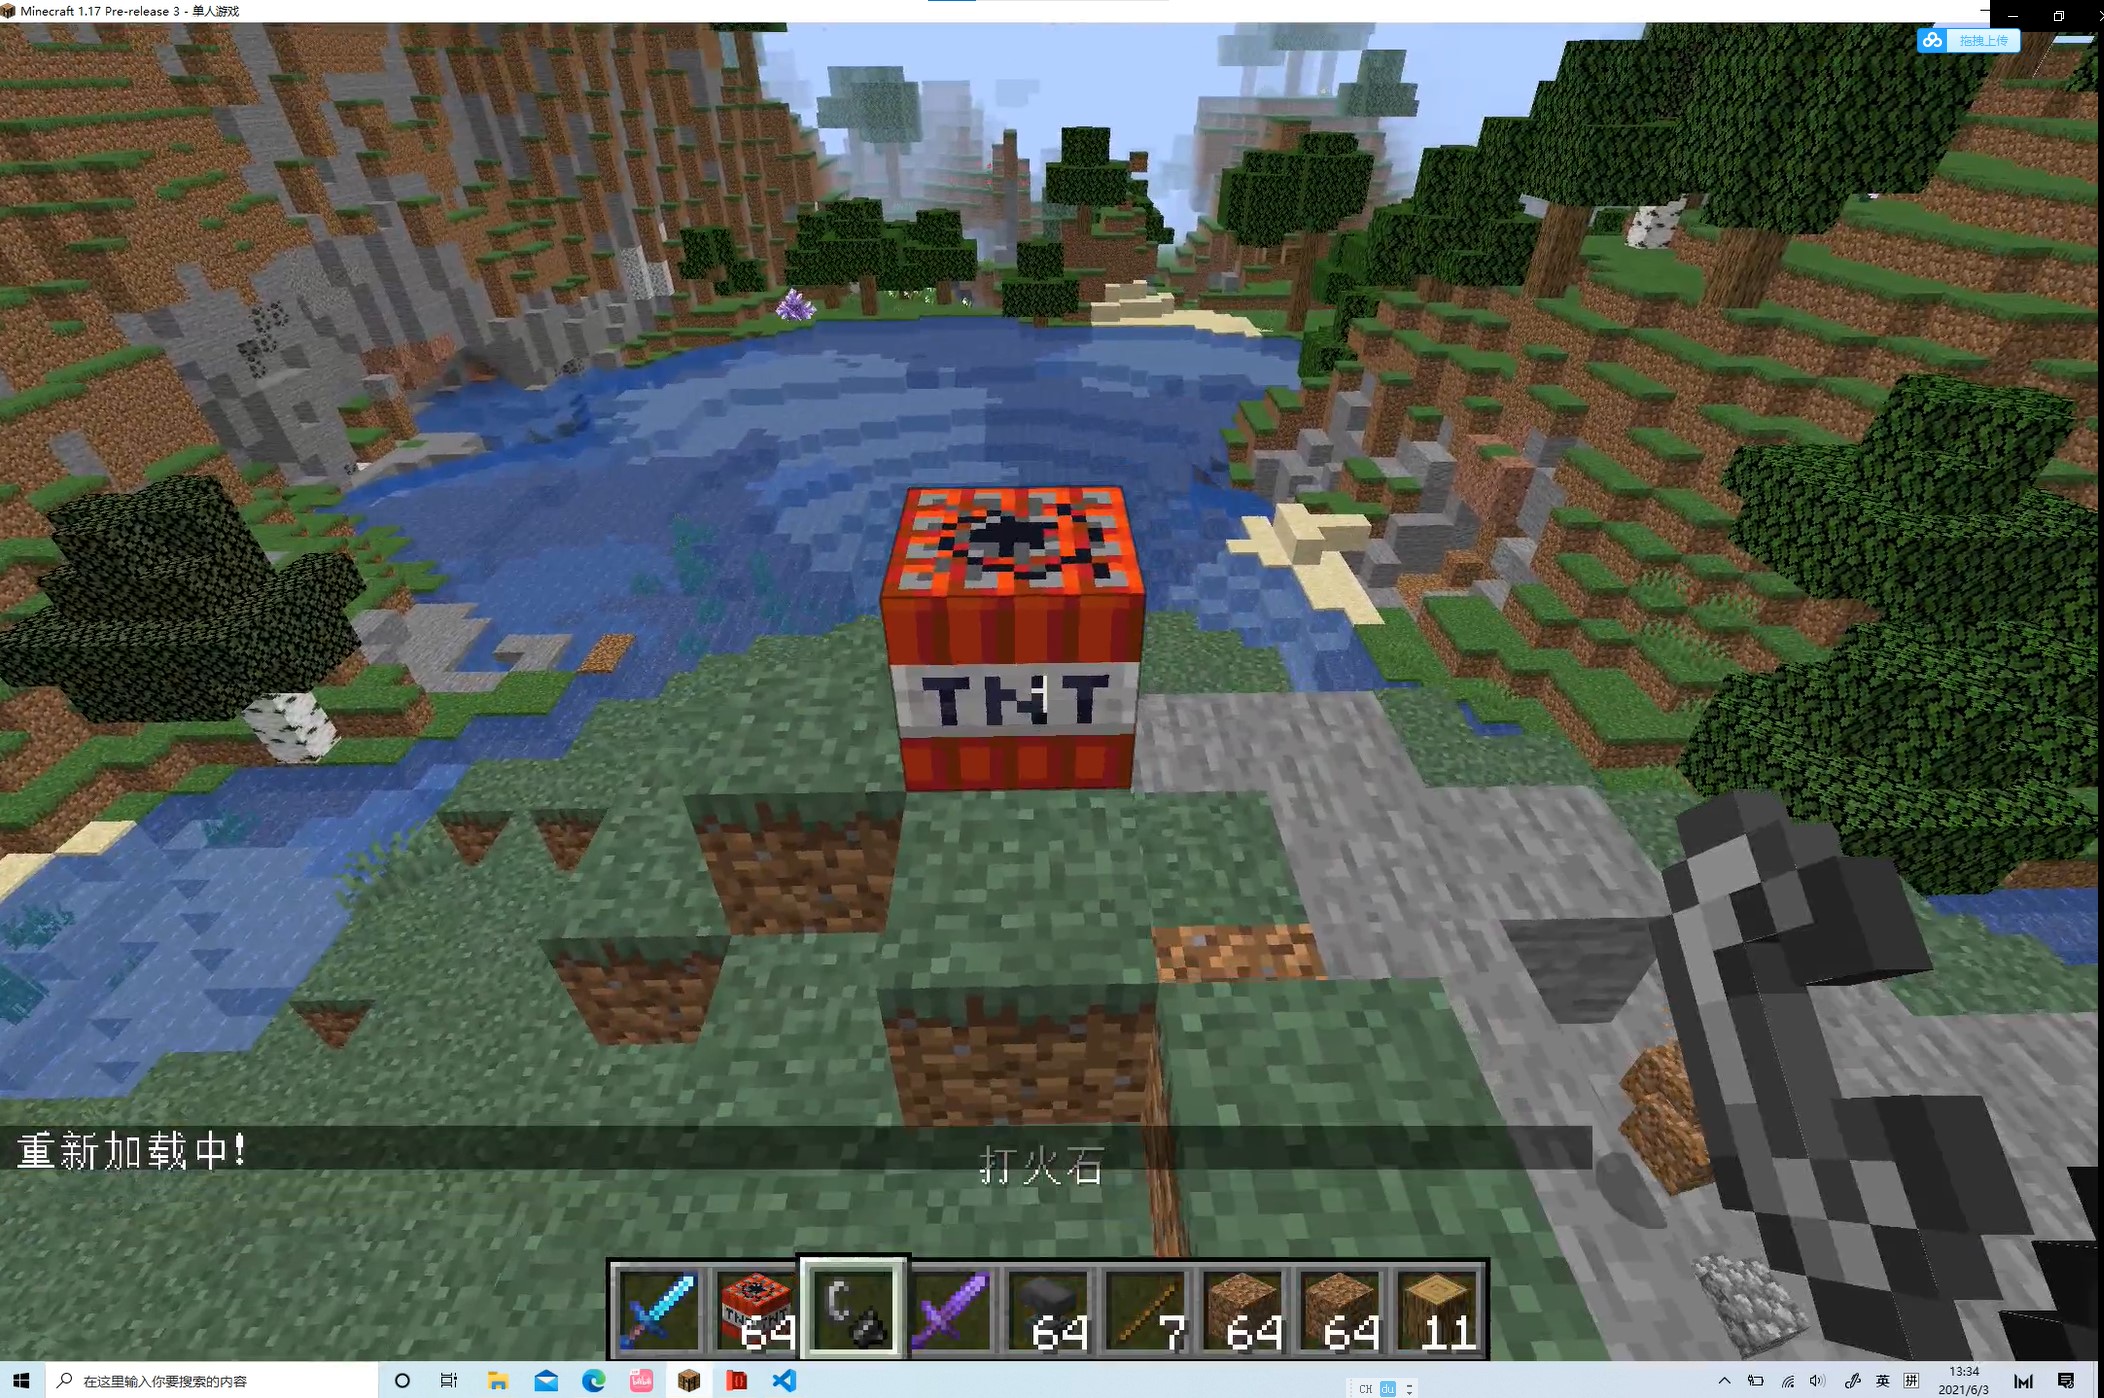 Minecraft 1.17 Pre-release 3 - 单人游戏
拖拽上传
TNT
重新加载中!
打火石
64
64
7
64
64
11
在这里输入你要搜索的内容
CH
du
英
拼
13:34
2021/6/3